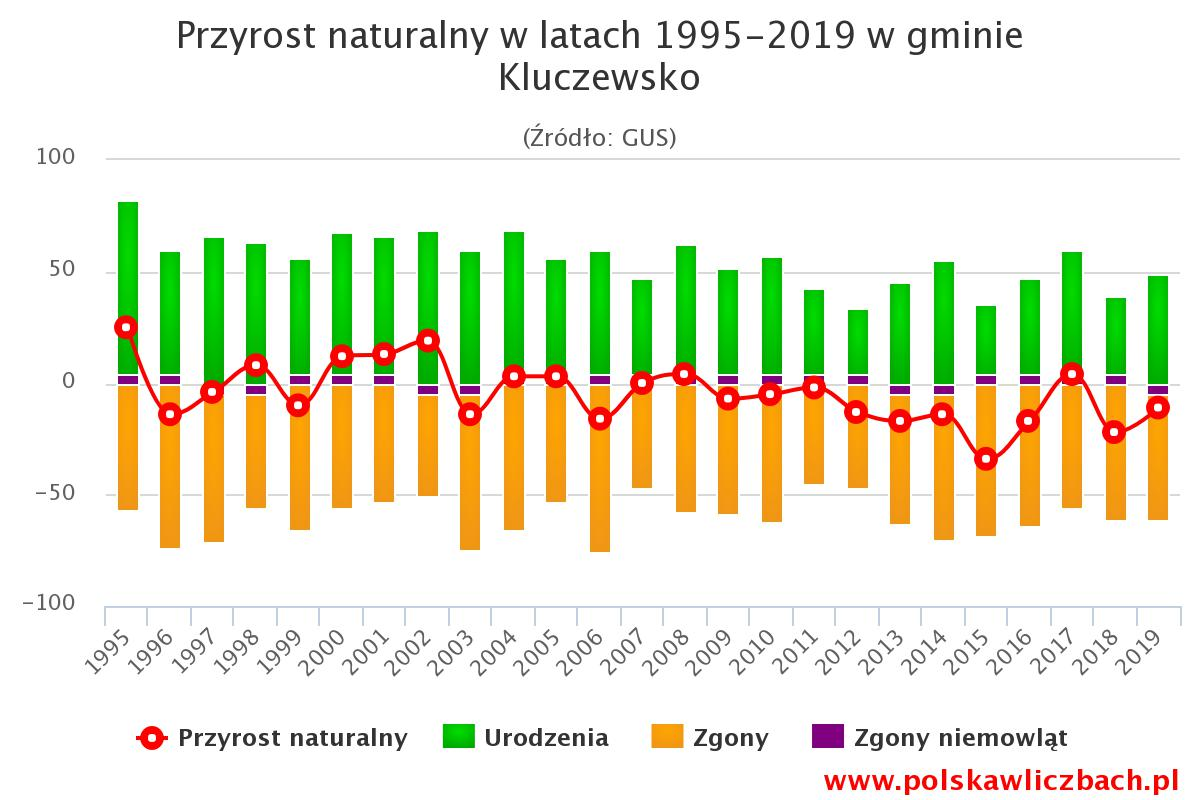 Przyrost naturalny w latach 1995-2019 w gminie
Kluczewsko
(Źródło: GUS)
100
50
0
-50
-100
1995 1996 1997 1998 1999 2000 2001 2002 2003 2004 2005 2006 2007 2008 2009 2010 2011 2012 2013 2014 2015 2016 2017 2018 2019
Przyrost naturalny Urodzenia Zgony Zgony niemowląt
www.polskawliczbach.pl